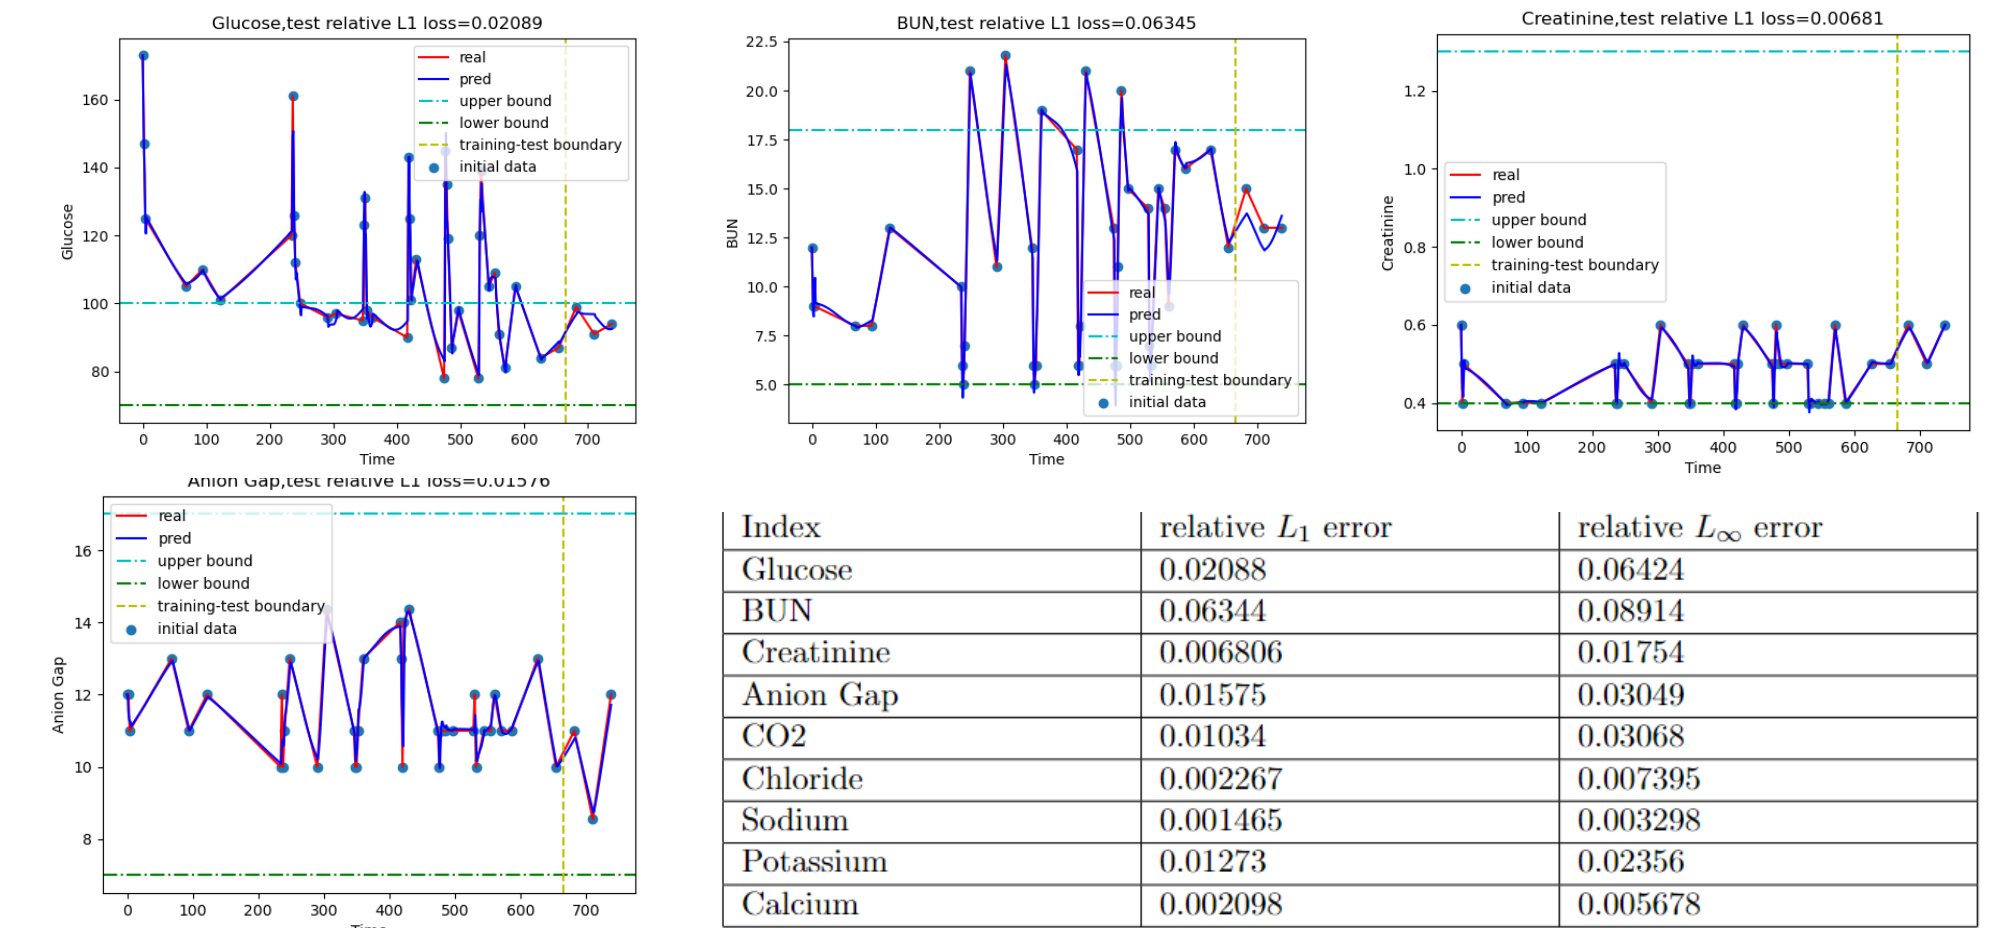 Glucose,test relative L1 loss=0.02089
160
140
120
100
80
Glucose
0 100 200 300 400 500 600 700
Time
real
pred
upper bound
lower bound
training-test boundary
initial data
BUN,test relative L1 loss=0.06345
22.5
20.0
17.5
15.0
12.5
10.0
7.5
5.0
BUN
0 100 200 300 400 500 600 700
Time
real
pred
upper bound
lower bound
training-test boundary
initial data
Creatinine,test relative L1 loss=0.00681
1.2
1.0
0.8
0.6
0.4
Creatinine
0 100 200 300 400 500 600 700
Time
real
pred
upper bound
lower bound
training-test boundary
initial data
Anion Gap,test relative L1 loss=0.01576
16
14
12
10
8
Anion Gap
0 100 200 300 400 500 600 700
Time
real
pred
upper bound
lower bound
training-test boundary
initial data
Index relative L₁ error relative L∞ error
Glucose 0.02088 0.06424
BUN 0.06344 0.08914
Creatinine 0.006806 0.01754
Anion Gap 0.01575 0.03049
CO2 0.01034 0.03068
Chloride 0.002267 0.007395
Sodium 0.001465 0.003298
Potassium 0.01273 0.02356
Calcium 0.002098 0.005678